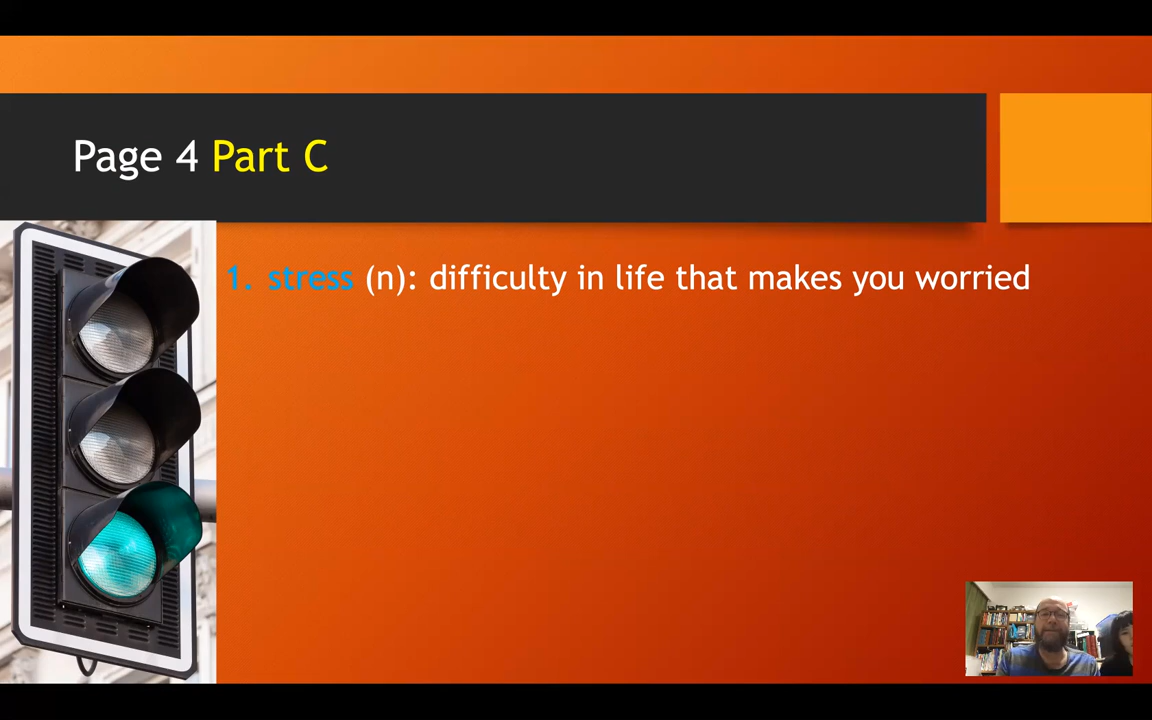 Page 4 Part C
1. stress (n): difficulty in life that makes you worried